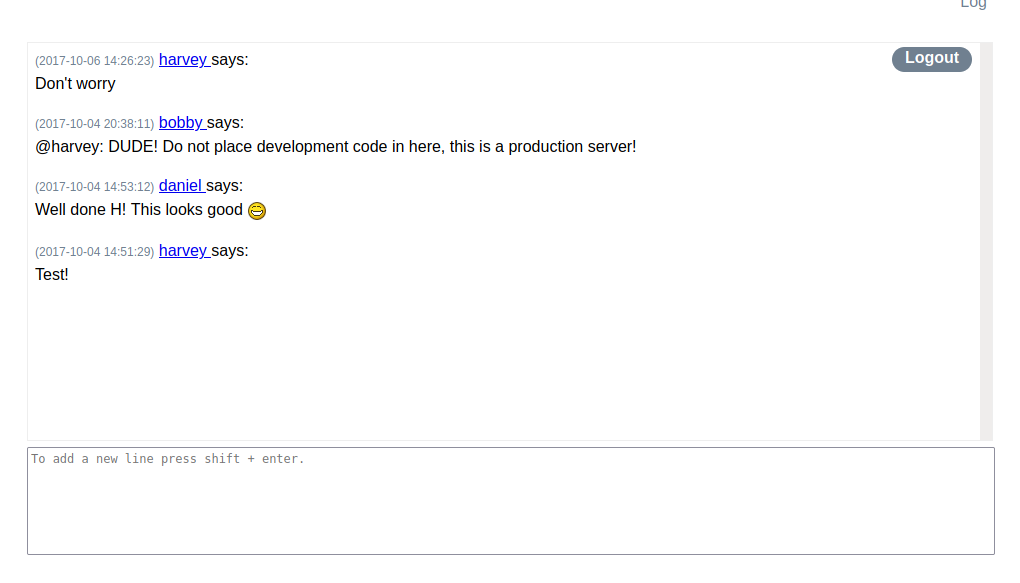 Log
(2017-10-06 14:26:23) harvey says:
Logout
Don't worry
(2017-10-04 20:38:11) bobby says:
@harvey: DUDE! Do not place development code in here, this is a production server!
(2017-10-04 14:53:12) daniel says:
Well done H! This looks good 
(2017-10-04 14:51:29) harvey says:
Test!
To add a new line press shift + enter.